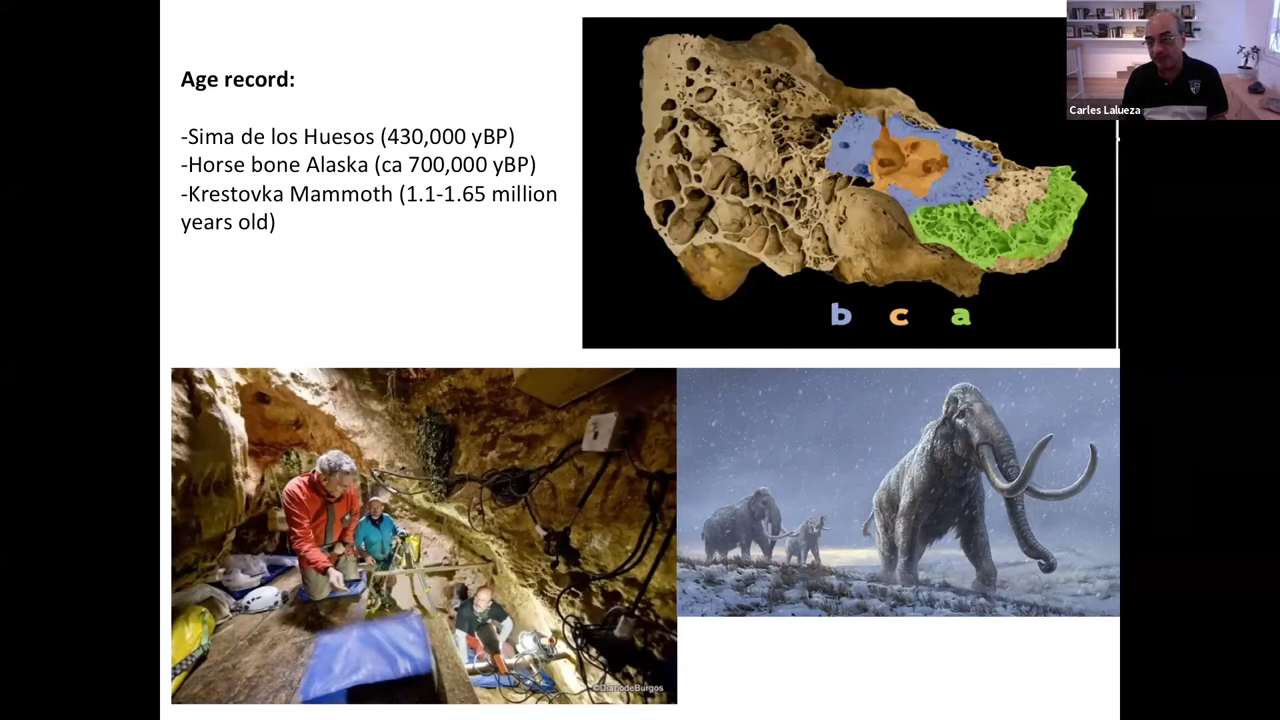 Age record:
-Sima de los Huesos (430,000 yBP)
-Horse bone Alaska (ca 700,000 yBP)
-Krestovka Mammoth (1.1-1.65 million
years old)
b c a
Carles Lalueza
©DiariodeBurgos